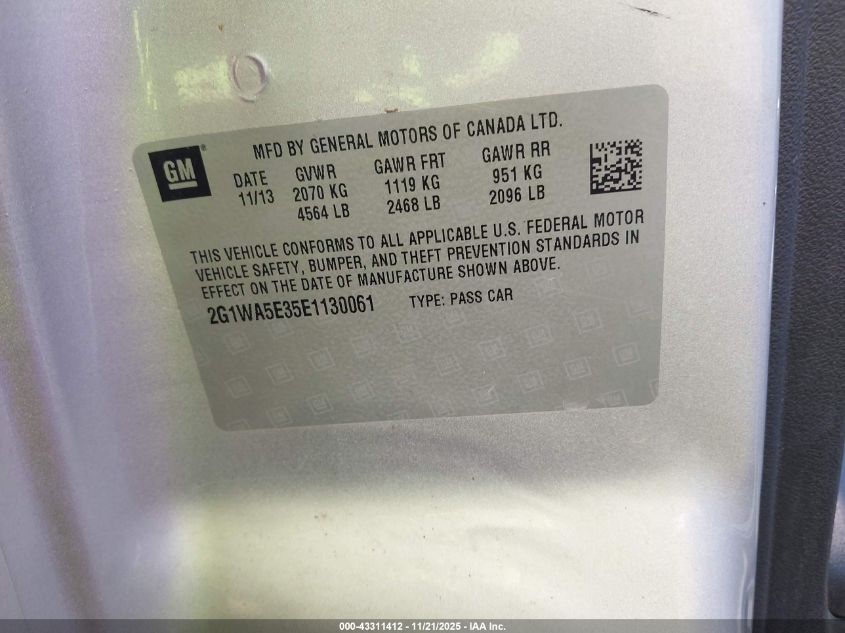 GM
MFD BY GENERAL MOTORS OF CANADA LTD.
DATE GVWR GAWR FRT GAWR RR
11/13 2070 KG 1119 KG 951 KG
4564 LB 2468 LB 2096 LB
THIS VEHICLE CONFORMS TO ALL APPLICABLE U.S. FEDERAL MOTOR
VEHICLE SAFETY, BUMPER, AND THEFT PREVENTION STANDARDS IN
EFFECT ON THE DATE OF MANUFACTURE SHOWN ABOVE.
2G1WA5E35E1130061 TYPE: PASS CAR
000-43311412 - 11/21/2025 - IAA Inc.